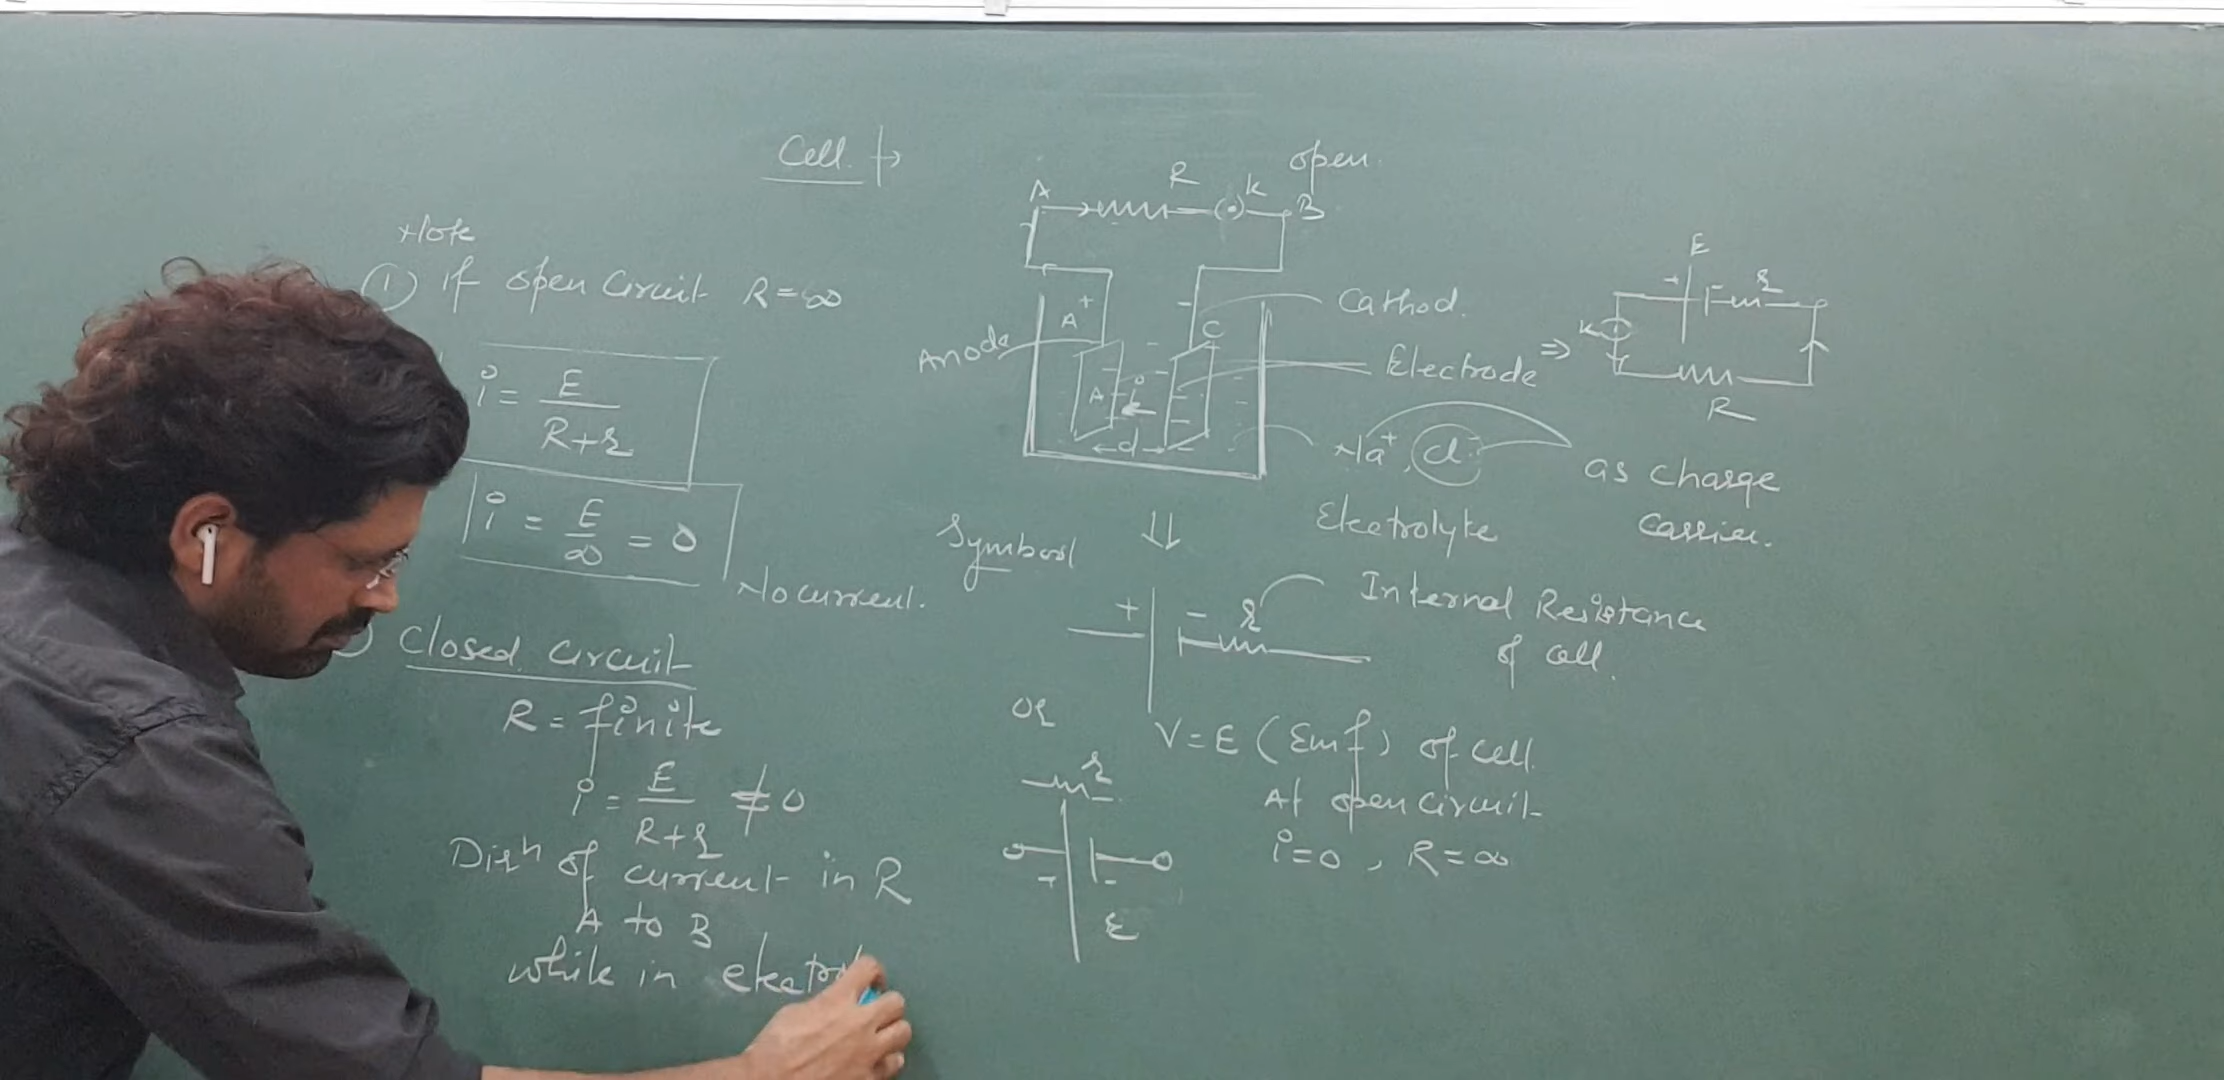 Cell
Note
① If open Circuit R = ∞
i = E / R+r
i = E / ∞ = 0
No current.
Closed circuit
R = finite
i = E / R+r ≠ 0
Dirⁿ of current in R
A to B
while in electrol
A R K B open.
A⁺ C
Anode
Cathod.
A i
Electrode
← d →
Na⁺, Cl⁻
as charge
carrier.
Electrolyte
⇒
E
+ - r
K
R
Symbool
⇓
+ - r
Internal Resistance
of cell.
or
r
+ -
E
V = E (Emf) of cell.
At open circuit
i = 0, R = ∞